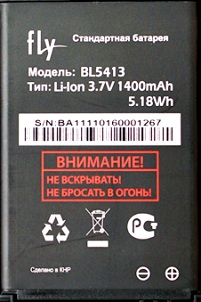 fly
Стандартная батарея
Модель: BL5413
Тип: Li-Ion 3.7V 1400mAh
5.18Wh
S/N:BA11110160001267
ВНИМАНИЕ!
НЕ ВСКРЫВАТЬ!
НЕ БРОСАТЬ В ОГОНЬ!
Сделано в КНР